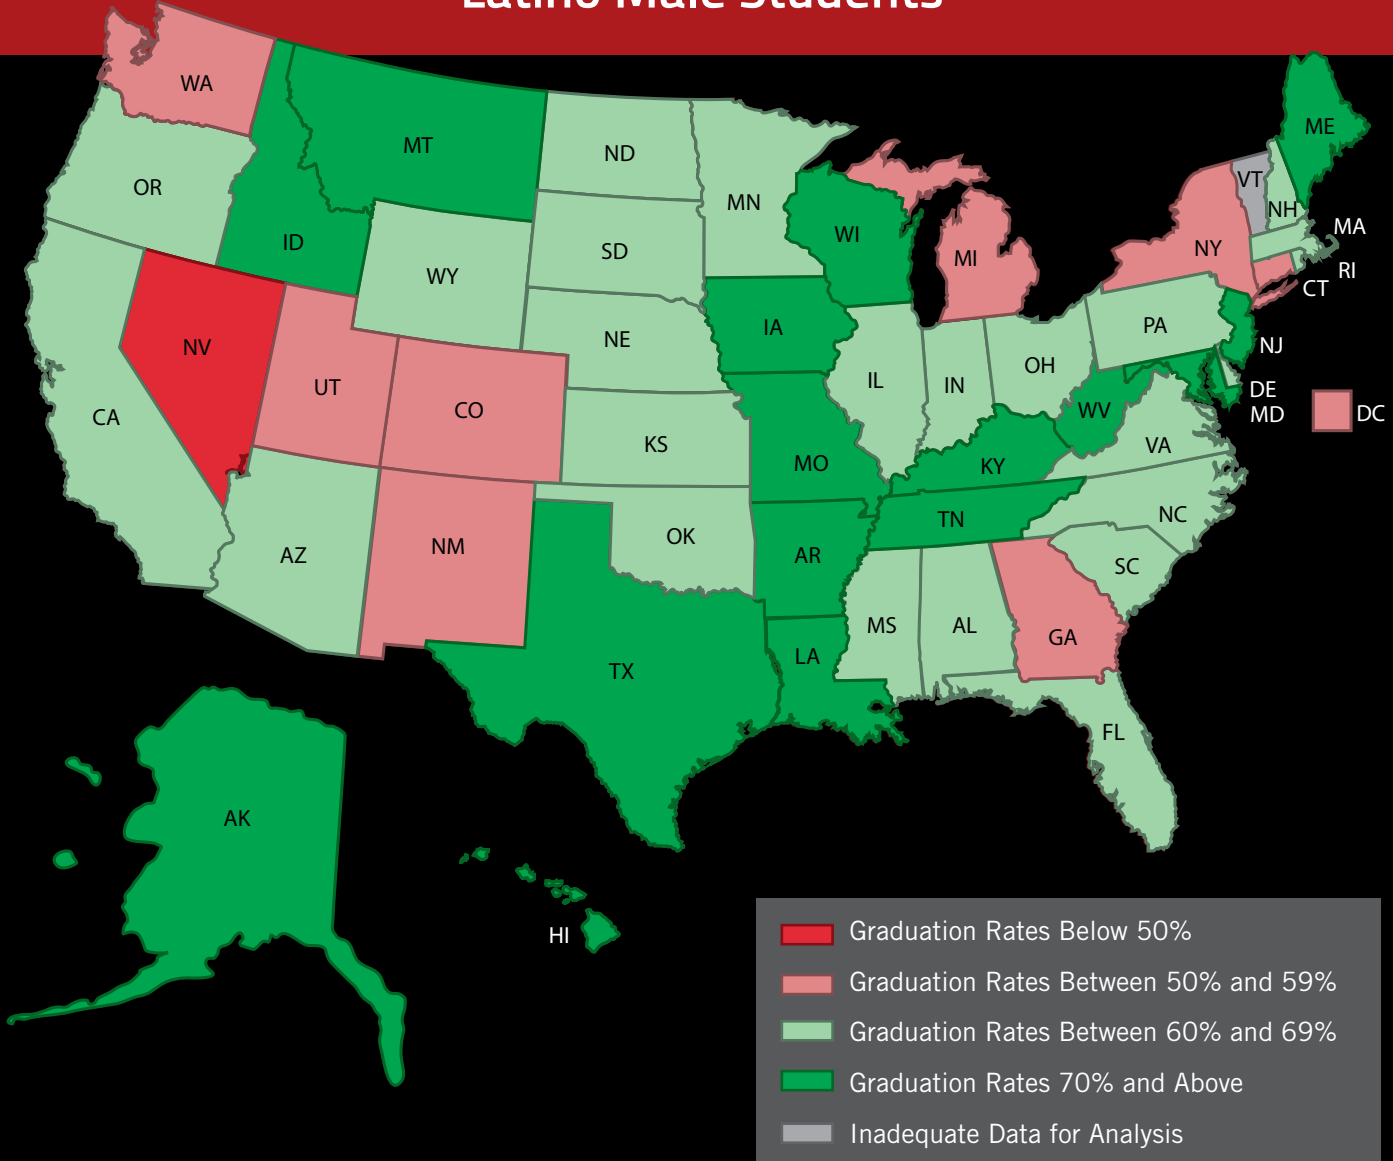 Latino Male Students
WA
MT
ME
ND
OR
MN
VT
NH
MA
ID
WI
NY
SD
MI
RI
WY
CT
IA
PA
NE
NV
NJ
OH
UT
IL
IN
DE
CO
WV
MD
DC
CA
KS
VA
MO
KY
NC
TN
OK
AZ
NM
AR
SC
MS
AL
GA
LA
TX
FL
AK
HI
Graduation Rates Below 50%
Graduation Rates Between 50% and 59%
Graduation Rates Between 60% and 69%
Graduation Rates 70% and Above
Inadequate Data for Analysis